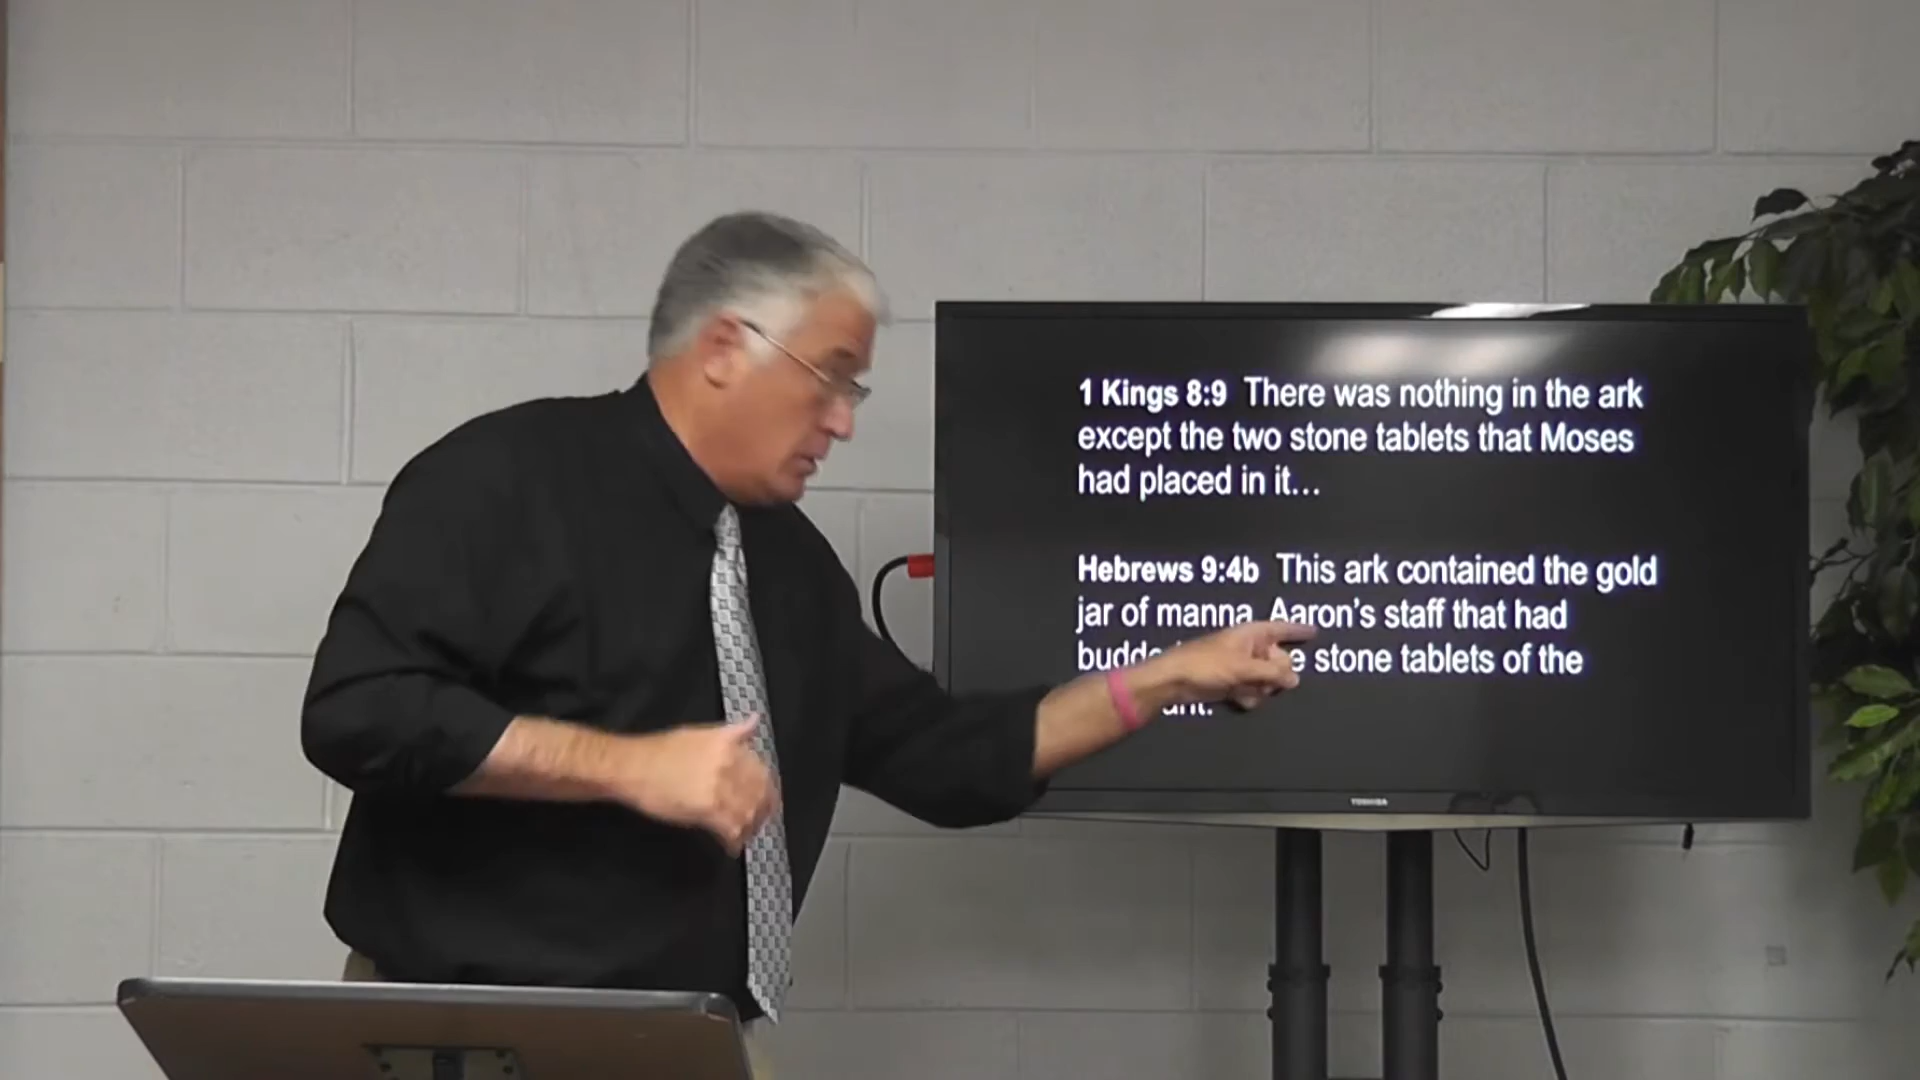 1 Kings 8:9 There was nothing in the ark
except the two stone tablets that Moses
had placed in it…
Hebrews 9:4b This ark contained the gold
jar of manna, Aaron’s staff that had
stone tablets of the
TOSHIBA